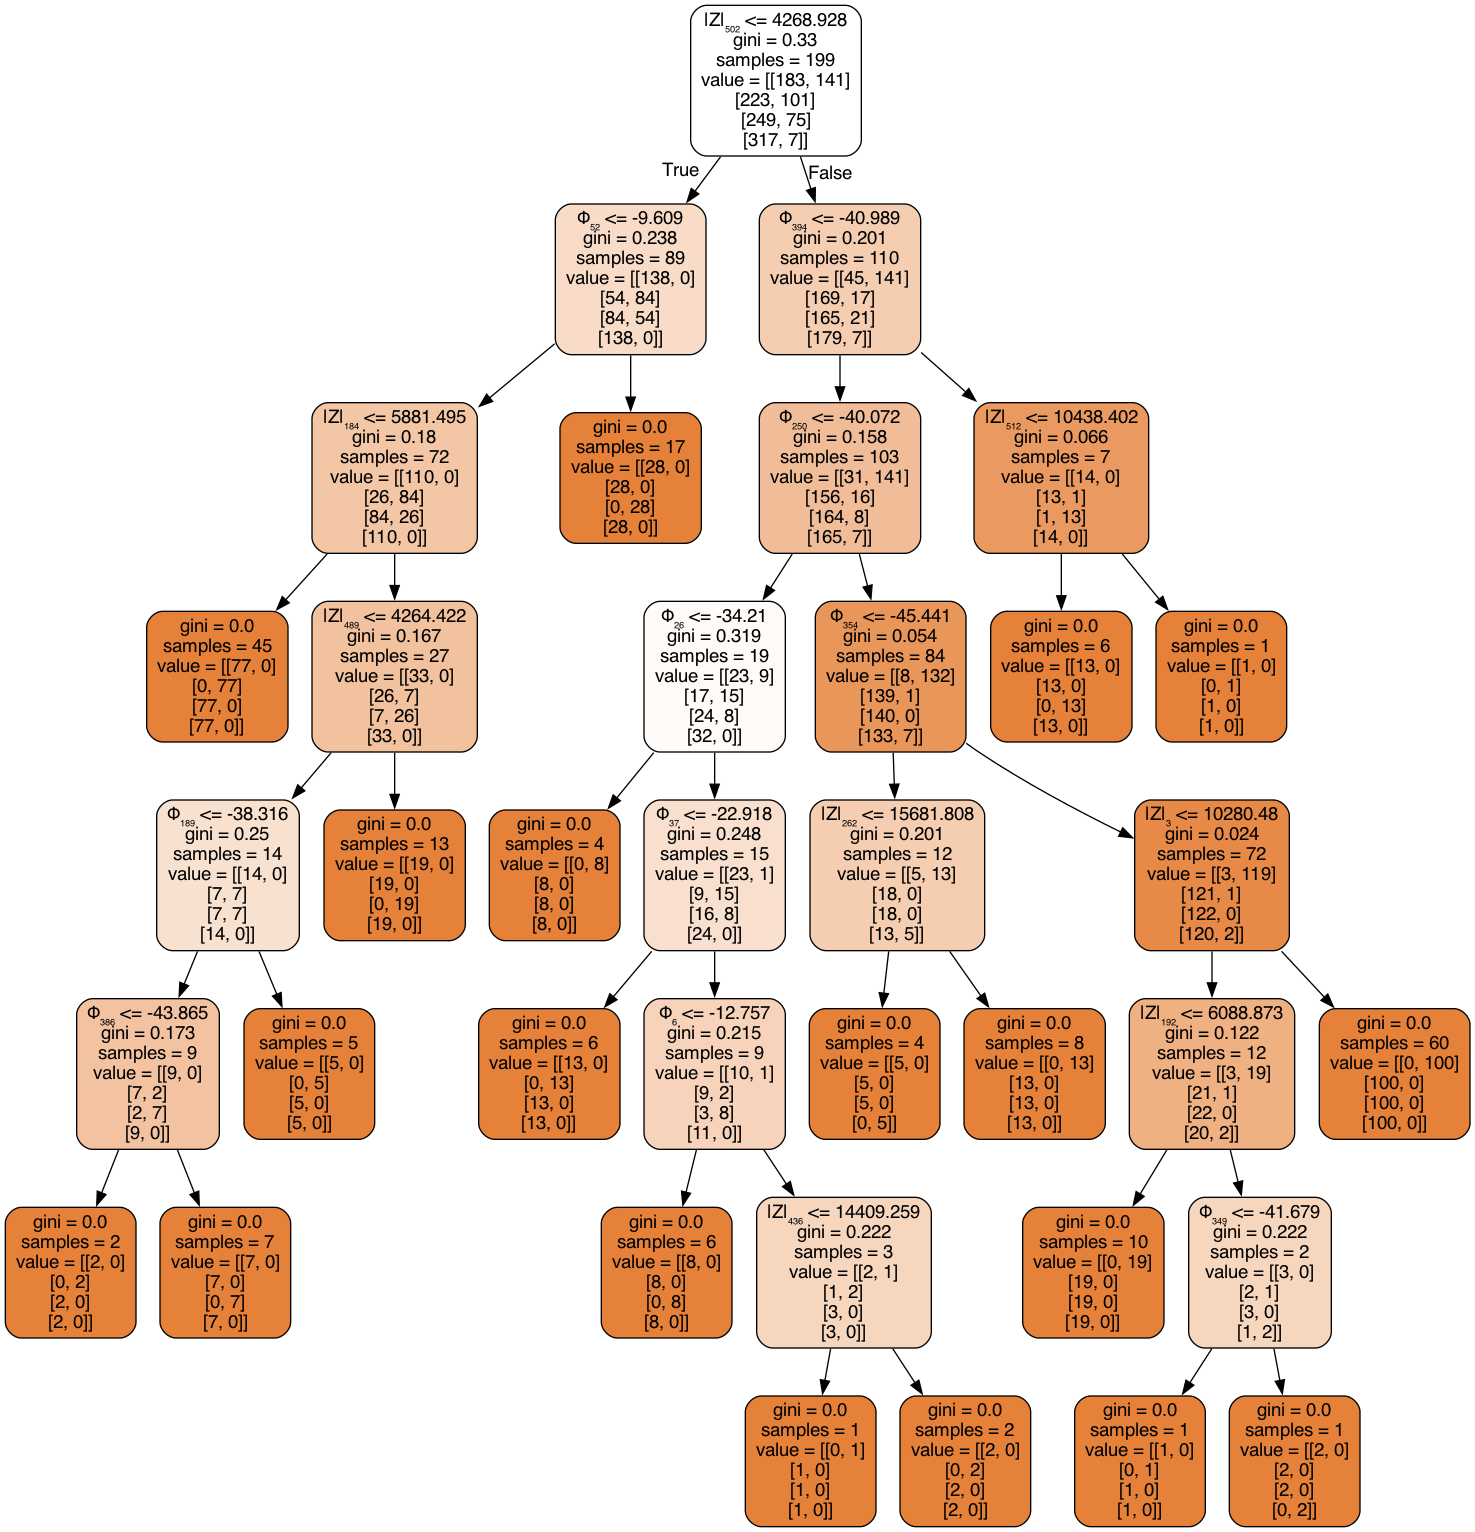 |Z|₅₀₂ <= 4268.928
gini = 0.33
samples = 199
value = [[183, 141]
[223, 101]
[249, 75]
[317, 7]]
True
False
Φ₅₂ <= -9.609
gini = 0.238
samples = 89
value = [[138, 0]
[54, 84]
[84, 54]
[138, 0]]
Φ₃₉₄ <= -40.989
gini = 0.201
samples = 110
value = [[45, 141]
[169, 17]
[165, 21]
[179, 7]]
|Z|₁₈₄ <= 5881.495
gini = 0.18
samples = 72
value = [[110, 0]
[26, 84]
[84, 26]
[110, 0]]
gini = 0.0
samples = 17
value = [[28, 0]
[28, 0]
[0, 28]
[28, 0]]
Φ₂₅₀ <= -40.072
gini = 0.158
samples = 103
value = [[31, 141]
[156, 16]
[164, 8]
[165, 7]]
|Z|₅₁₂ <= 10438.402
gini = 0.066
samples = 7
value = [[14, 0]
[13, 1]
[1, 13]
[14, 0]]
gini = 0.0
samples = 45
value = [[77, 0]
[0, 77]
[77, 0]
[77, 0]]
|Z|₄₈₉ <= 4264.422
gini = 0.167
samples = 27
value = [[33, 0]
[26, 7]
[7, 26]
[33, 0]]
Φ₂₆ <= -34.21
gini = 0.319
samples = 19
value = [[23, 9]
[17, 15]
[24, 8]
[32, 0]]
Φ₃₅₄ <= -45.441
gini = 0.054
samples = 84
value = [[8, 132]
[139, 1]
[140, 0]
[133, 7]]
gini = 0.0
samples = 6
value = [[13, 0]
[13, 0]
[0, 13]
[13, 0]]
gini = 0.0
samples = 1
value = [[1, 0]
[0, 1]
[1, 0]
[1, 0]]
Φ₁₈₉ <= -38.316
gini = 0.25
samples = 14
value = [[14, 0]
[7, 7]
[7, 7]
[14, 0]]
gini = 0.0
samples = 13
value = [[19, 0]
[19, 0]
[0, 19]
[19, 0]]
gini = 0.0
samples = 4
value = [[0, 8]
[8, 0]
[8, 0]
[8, 0]]
Φ₃₇ <= -22.918
gini = 0.248
samples = 15
value = [[23, 1]
[9, 15]
[16, 8]
[24, 0]]
|Z|₂₆₂ <= 15681.808
gini = 0.201
samples = 12
value = [[5, 13]
[18, 0]
[18, 0]
[13, 5]]
|Z|₃ <= 10280.48
gini = 0.024
samples = 72
value = [[3, 119]
[121, 1]
[122, 0]
[120, 2]]
Φ₃₈₆ <= -43.865
gini = 0.173
samples = 9
value = [[9, 0]
[7, 2]
[2, 7]
[9, 0]]
gini = 0.0
samples = 5
value = [[5, 0]
[0, 5]
[5, 0]
[5, 0]]
gini = 0.0
samples = 6
value = [[13, 0]
[0, 13]
[13, 0]
[13, 0]]
Φ₆ <= -12.757
gini = 0.215
samples = 9
value = [[10, 1]
[9, 2]
[3, 8]
[11, 0]]
gini = 0.0
samples = 4
value = [[5, 0]
[5, 0]
[5, 0]
[0, 5]]
gini = 0.0
samples = 8
value = [[0, 13]
[13, 0]
[13, 0]
[13, 0]]
|Z|₁₉₂ <= 6088.873
gini = 0.122
samples = 12
value = [[3, 19]
[21, 1]
[22, 0]
[20, 2]]
gini = 0.0
samples = 60
value = [[0, 100]
[100, 0]
[100, 0]
[100, 0]]
gini = 0.0
samples = 2
value = [[2, 0]
[0, 2]
[2, 0]
[2, 0]]
gini = 0.0
samples = 7
value = [[7, 0]
[7, 0]
[0, 7]
[7, 0]]
gini = 0.0
samples = 6
value = [[8, 0]
[8, 0]
[0, 8]
[8, 0]]
|Z|₄₃₆ <= 14409.259
gini = 0.222
samples = 3
value = [[2, 1]
[1, 2]
[3, 0]
[3, 0]]
gini = 0.0
samples = 10
value = [[0, 19]
[19, 0]
[19, 0]
[19, 0]]
Φ₃₄₉ <= -41.679
gini = 0.222
samples = 2
value = [[3, 0]
[2, 1]
[3, 0]
[1, 2]]
gini = 0.0
samples = 1
value = [[0, 1]
[1, 0]
[1, 0]
[1, 0]]
gini = 0.0
samples = 2
value = [[2, 0]
[0, 2]
[2, 0]
[2, 0]]
gini = 0.0
samples = 1
value = [[1, 0]
[0, 1]
[1, 0]
[1, 0]]
gini = 0.0
samples = 1
value = [[2, 0]
[2, 0]
[2, 0]
[0, 2]]